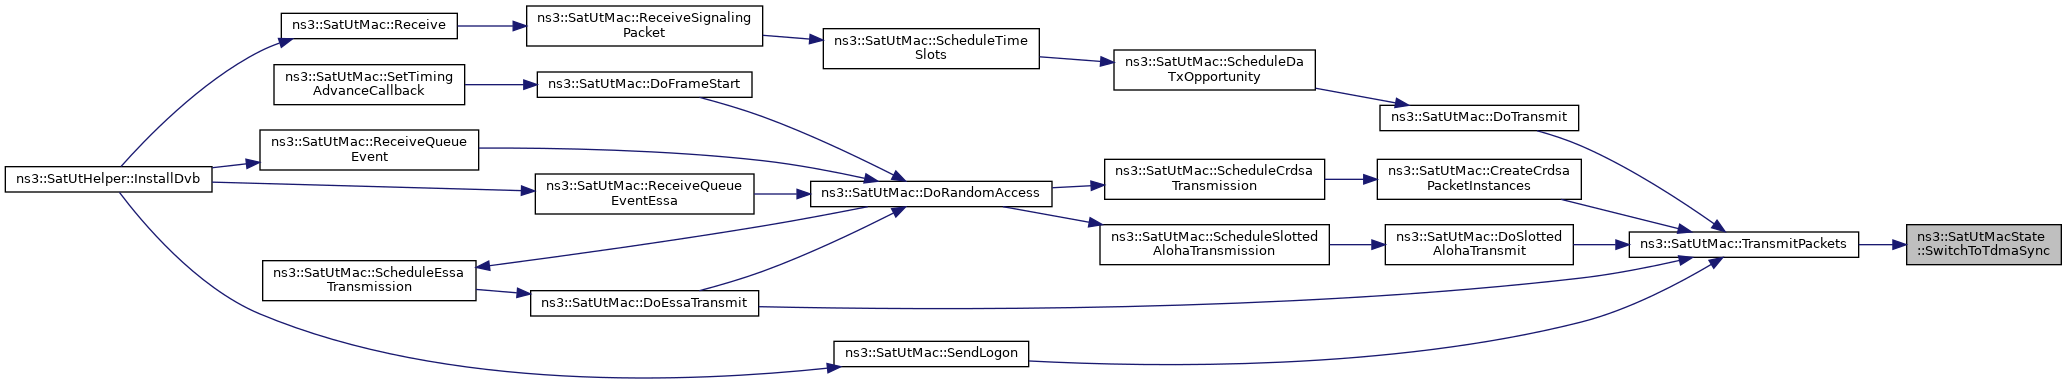 ns3::SatUtMac::Receive
ns3::SatUtMac::ReceiveSignaling
Packet
ns3::SatUtMac::ScheduleTime
Slots
ns3::SatUtMac::ScheduleDa
TxOpportunity
ns3::SatUtMac::SetTiming
AdvanceCallback
ns3::SatUtMac::DoFrameStart
ns3::SatUtMac::DoTransmit
ns3::SatUtMac::ReceiveQueue
Event
ns3::SatUtHelper::InstallDvb
ns3::SatUtMac::ReceiveQueue
EventEssa
ns3::SatUtMac::DoRandomAccess
ns3::SatUtMac::ScheduleCrdsa
Transmission
ns3::SatUtMac::CreateCrdsa
PacketInstances
ns3::SatUtMac::ScheduleSlotted
AlohaTransmission
ns3::SatUtMac::DoSlotted
AlohaTransmit
ns3::SatUtMac::TransmitPackets
ns3::SatUtMacState
::SwitchToTdmaSync
ns3::SatUtMac::ScheduleEssa
Transmission
ns3::SatUtMac::DoEssaTransmit
ns3::SatUtMac::SendLogon